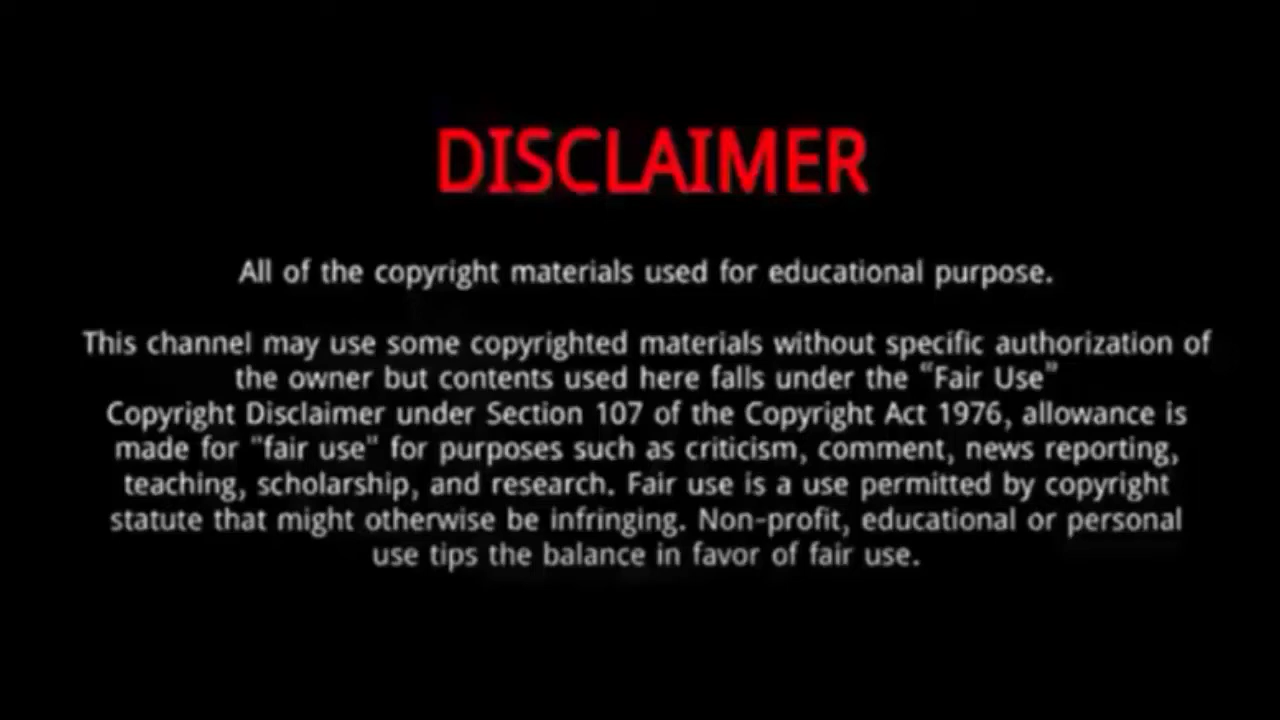 DISCLAIMER
All of the copyright materials used for educational purpose.
This channel may use some copyrighted materials without specific authorization of
the owner but contents used here falls under the “Fair Use”
Copyright Disclaimer under Section 107 of the Copyright Act 1976, allowance is
made for "fair use" for purposes such as criticism, comment, news reporting,
teaching, scholarship, and research. Fair use is a use permitted by copyright
statute that might otherwise be infringing. Non-profit, educational or personal
use tips the balance in favor of fair use.